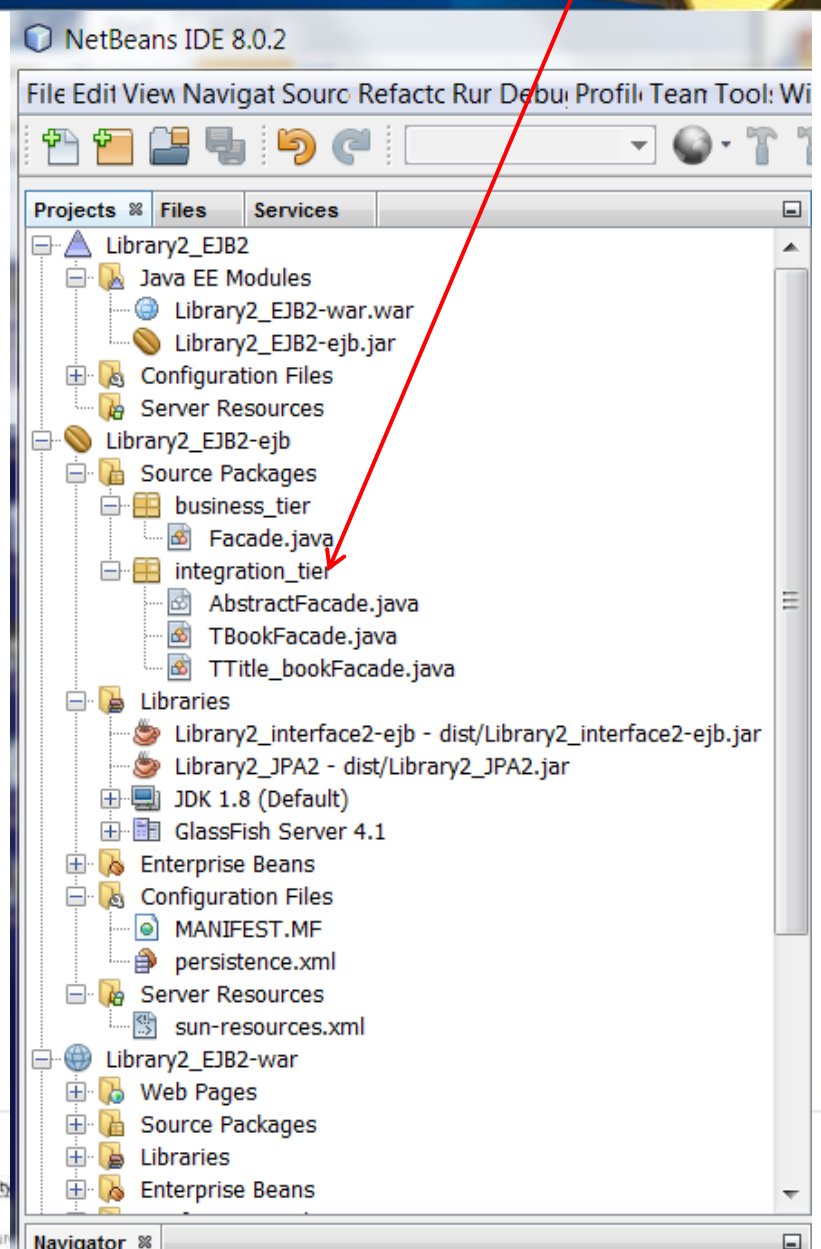 NetBeans IDE 8.0.2
File Edit View Navigat Sourc Refactc Rur Debu Profil Tean Tool: Wi
Projects Files Services
Library2_EJB2
Java EE Modules
Library2_EJB2-war.war
Library2_EJB2-ejb.jar
Configuration Files
Server Resources
Library2_EJB2-ejb
Source Packages
business_tier
Facade.java
integration_tier
AbstractFacade.java
TBookFacade.java
TTitle_bookFacade.java
Libraries
Library2_interface2-ejb - dist/Library2_interface2-ejb.jar
Library2_JPA2 - dist/Library2_JPA2.jar
JDK 1.8 (Default)
GlassFish Server 4.1
Enterprise Beans
Configuration Files
MANIFEST.MF
persistence.xml
Server Resources
sun-resources.xml
Library2_EJB2-war
Web Pages
Source Packages
Libraries
Enterprise Beans
Navigator